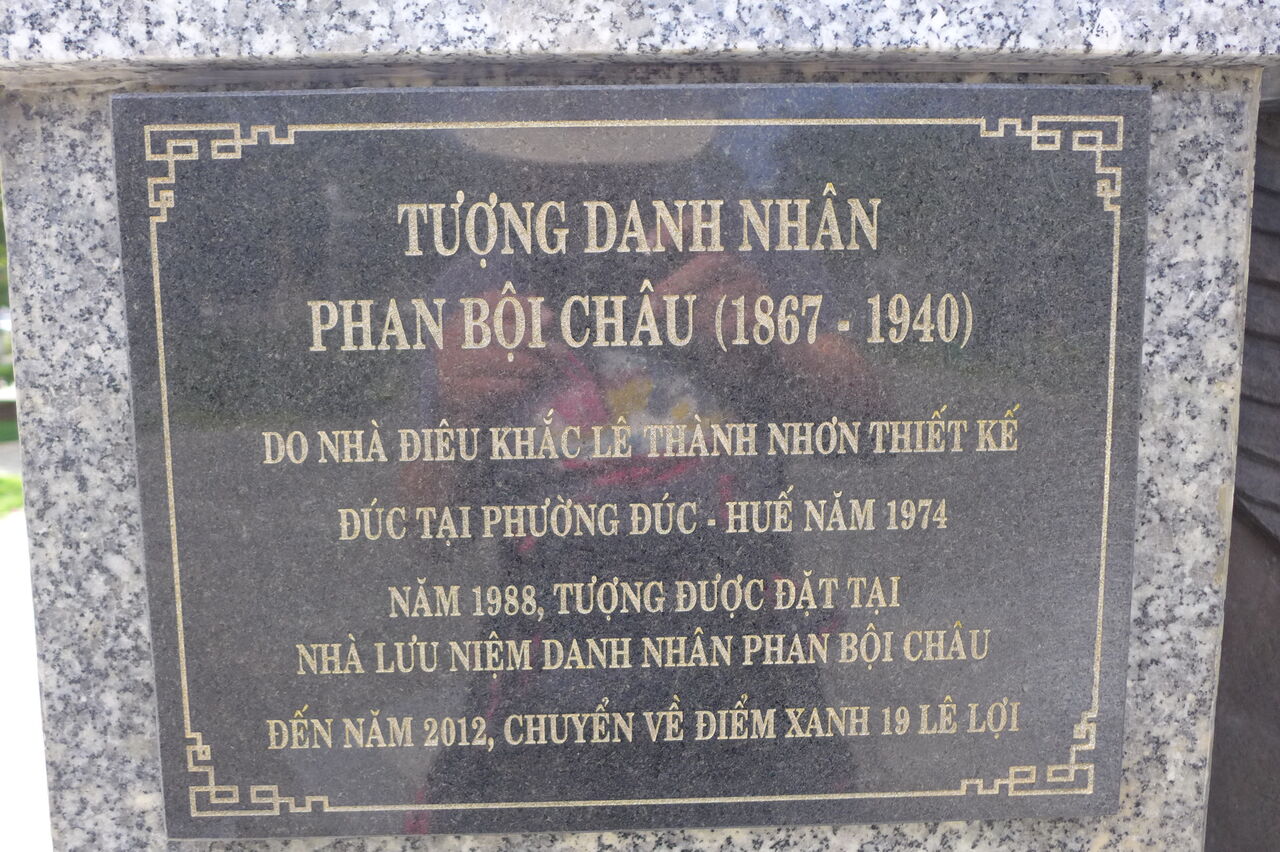 TƯỢNG DANH NHÂN
PHAN BỘI CHÂU (1867 - 1940)
DO NHÀ ĐIÊU KHẮC LÊ THÀNH NHƠN THIẾT KẾ
ĐÚC TẠI PHƯỜNG ĐÚC - HUẾ NĂM 1974
NĂM 1988, TƯỢNG ĐƯỢC ĐẶT TẠI
NHÀ LƯU NIỆM DANH NHÂN PHAN BỘI CHÂU
ĐẾN NĂM 2012, CHUYỂN VỀ ĐIỂM XANH 19 LÊ LỢI